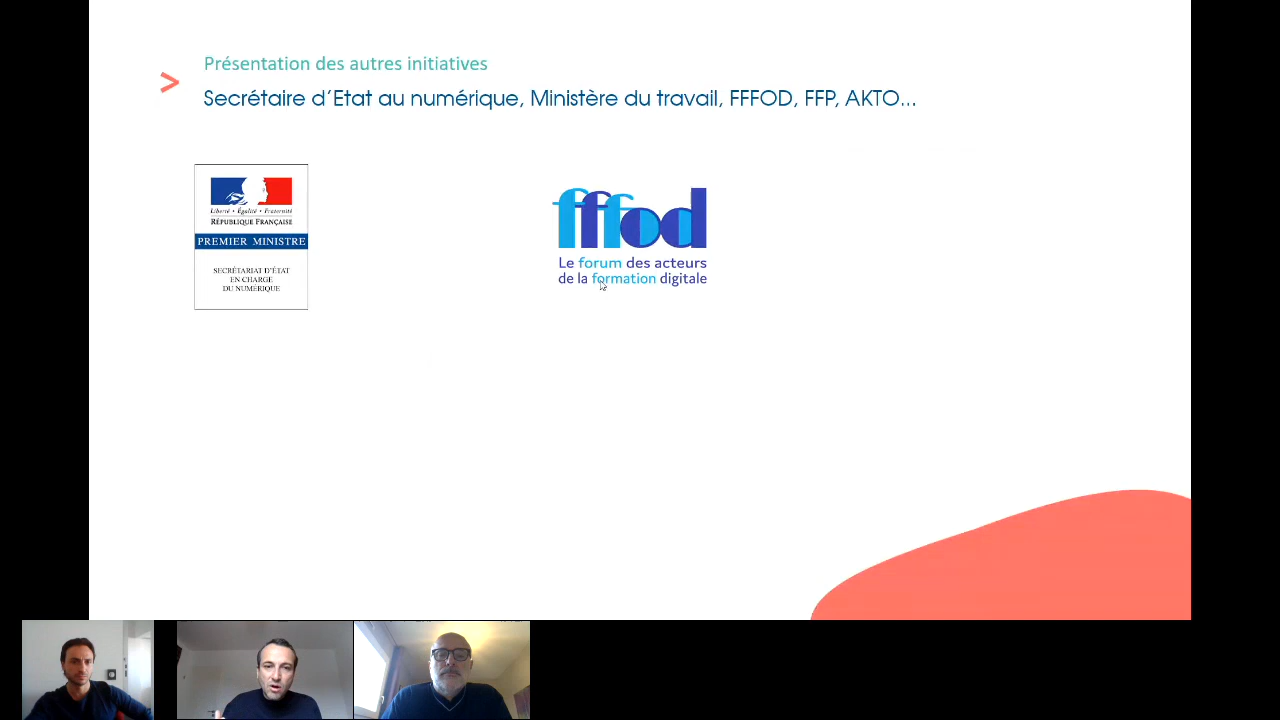 Présentation des autres initiatives
>
Secrétaire d'Etat au numérique, Ministère du travail, FFFOD, FFP, AKTO...
Liberté • Égalité • Fraternité
RÉPUBLIQUE FRANÇAISE
PREMIER MINISTRE
SECRÉTARIAT D'ÉTAT
EN CHARGE
DU NUMÉRIQUE
fffod
Le forum des acteurs
de la formation digitale